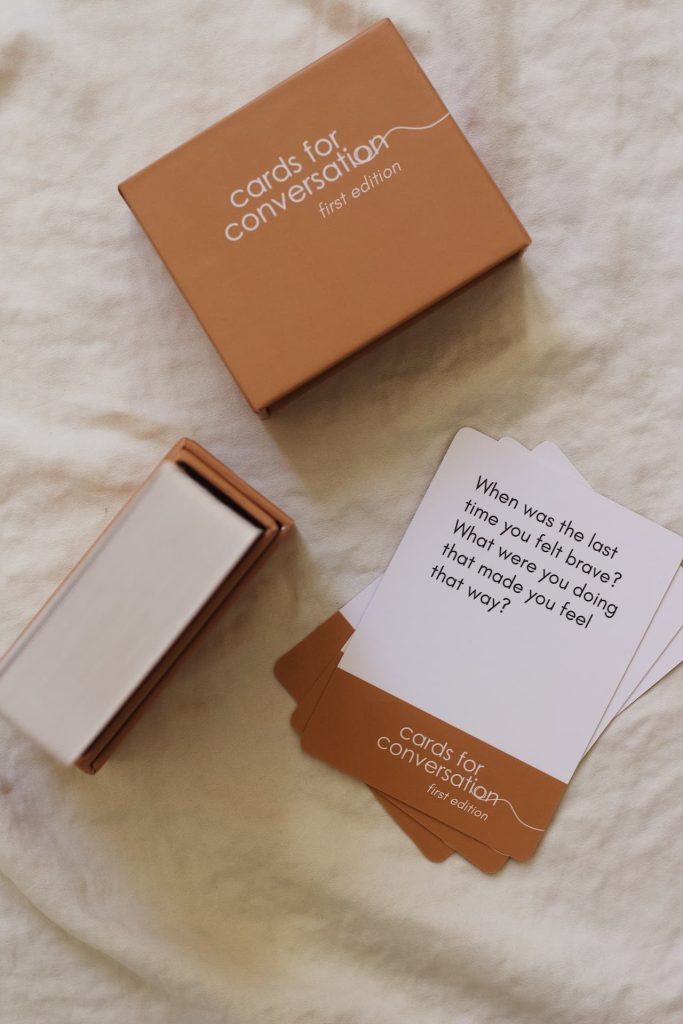 cards for
conversation
first edition
When was the last
time you felt brave?
What were you doing
that made you feel
that way?
cards for
conversation
first edition